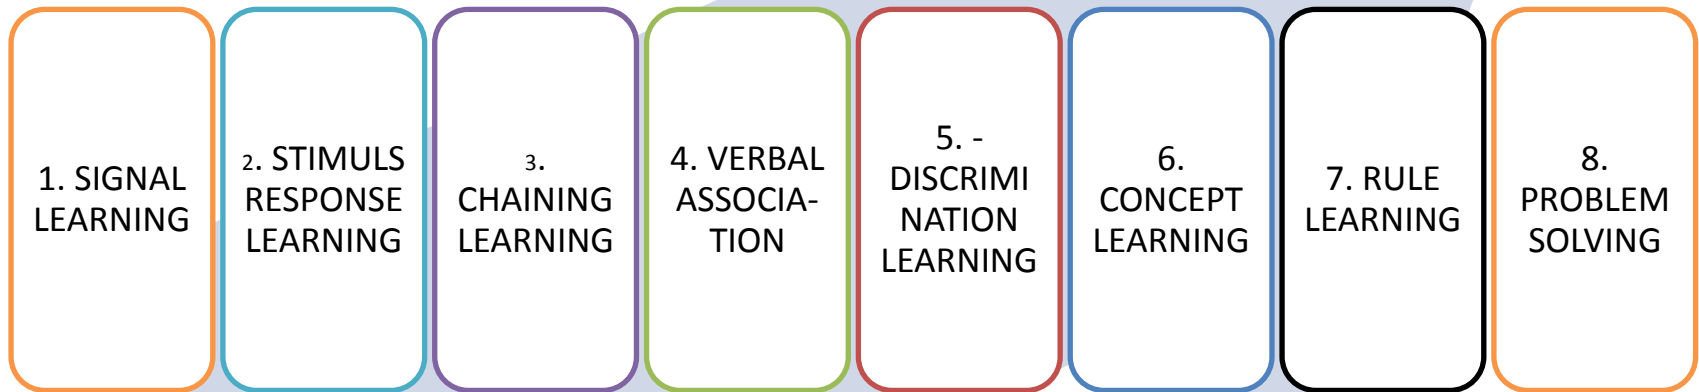 1. SIGNAL
LEARNING
2. STIMULS
RESPONSE
LEARNING
3.
CHAINING
LEARNING
4. VERBAL
ASSOCIA-
TION
5. -
DISCRIMI
NATION
LEARNING
6.
CONCEPT
LEARNING
7. RULE
LEARNING
8.
PROBLEM
SOLVING